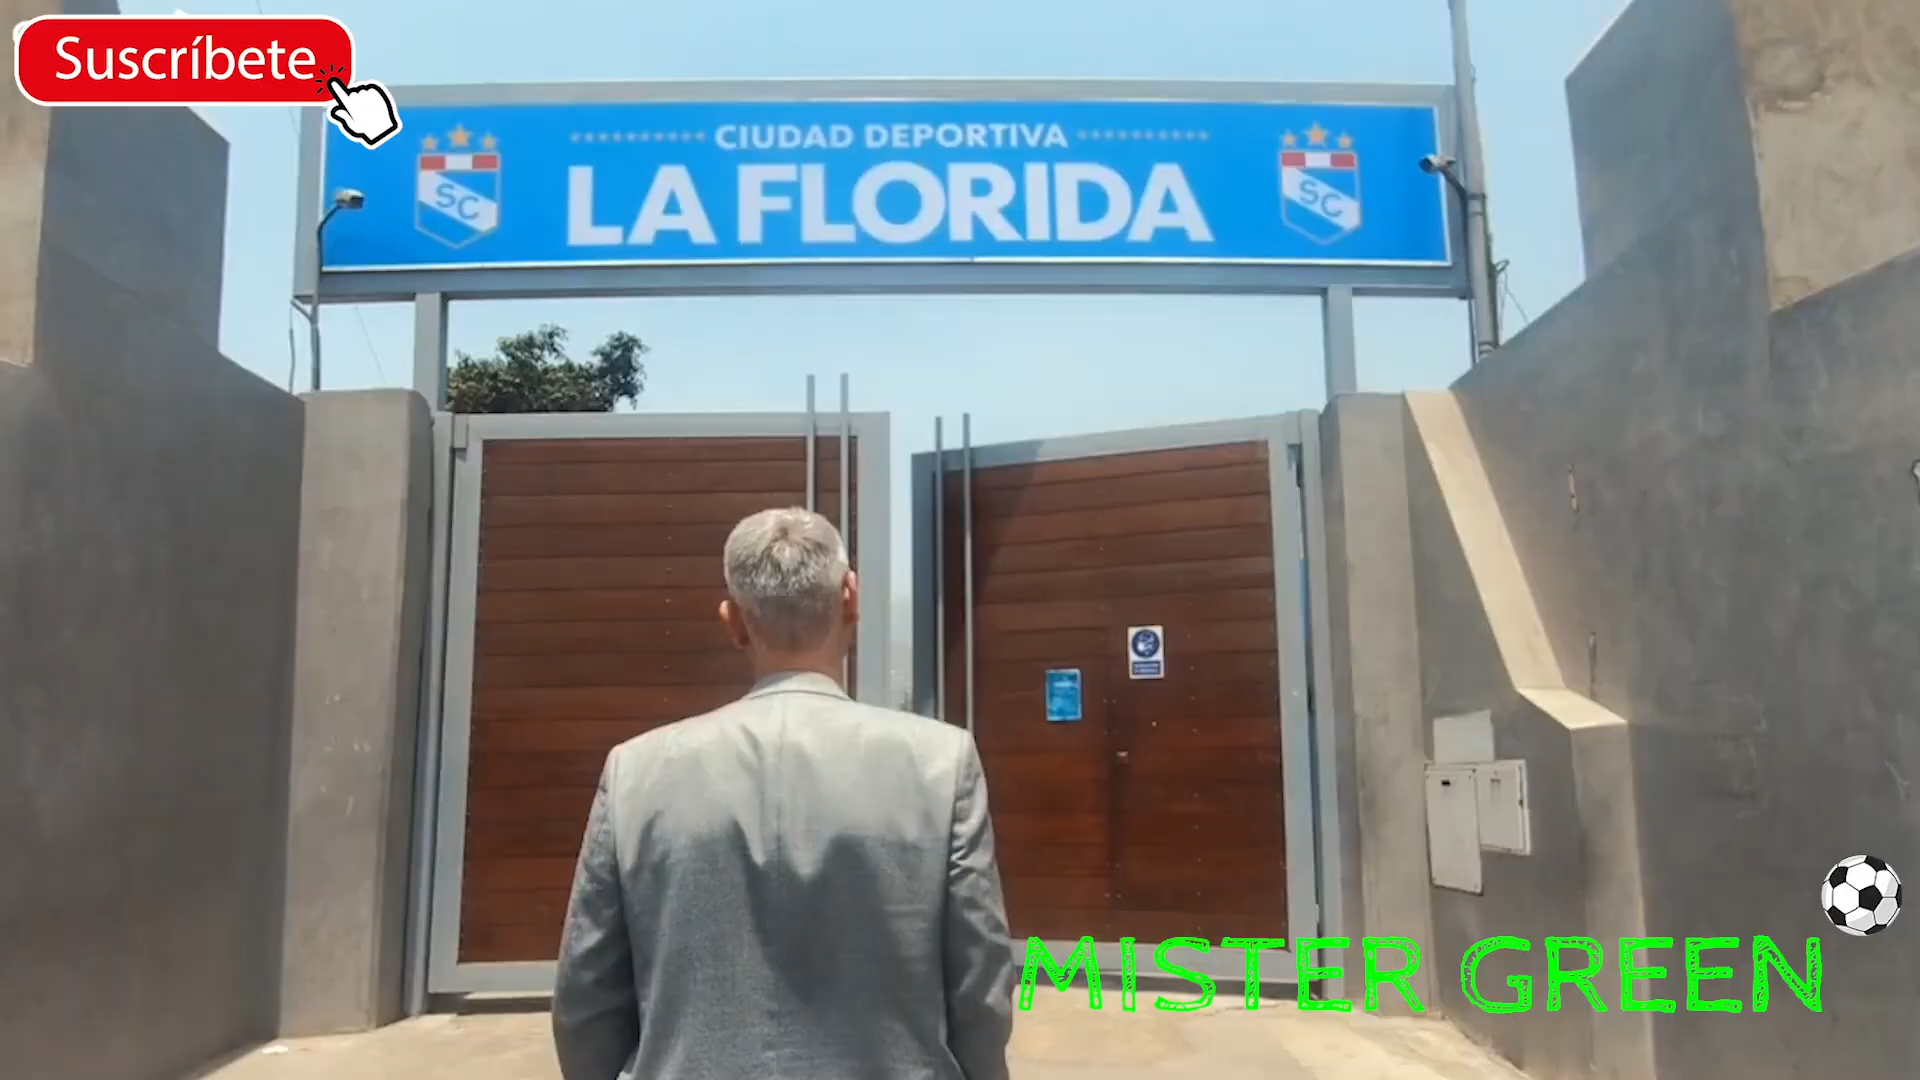 Suscríbete
CIUDAD DEPORTIVA
LA FLORIDA
SC
SC
MISTER GREEN